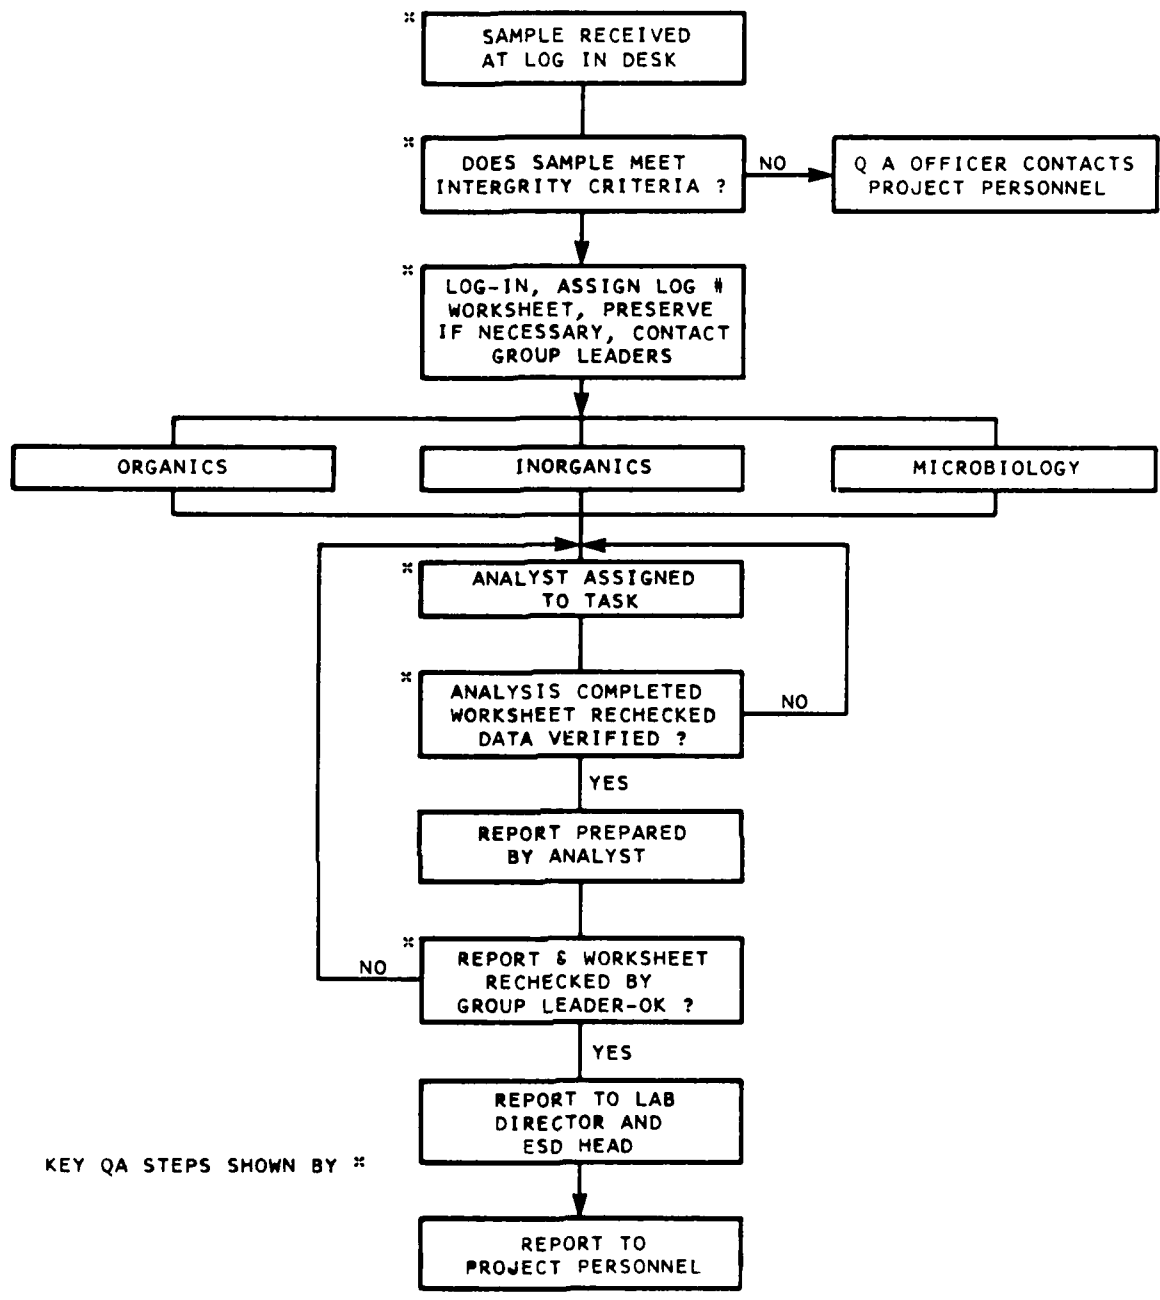 ※ SAMPLE RECEIVED
AT LOG IN DESK
※ DOES SAMPLE MEET
INTERGRITY CRITERIA ?
NO
Q A OFFICER CONTACTS
PROJECT PERSONNEL
※ LOG-IN, ASSIGN LOG #
WORKSHEET, PRESERVE
IF NECESSARY, CONTACT
GROUP LEADERS
ORGANICS
INORGANICS
MICROBIOLOGY
※ ANALYST ASSIGNED
TO TASK
※ ANALYSIS COMPLETED
WORKSHEET RECHECKED
DATA VERIFIED ?
NO
YES
REPORT PREPARED
BY ANALYST
※ REPORT & WORKSHEET
RECHECKED BY
GROUP LEADER-OK ?
NO
YES
REPORT TO LAB
DIRECTOR AND
ESD HEAD
KEY QA STEPS SHOWN BY ※
REPORT TO
PROJECT PERSONNEL